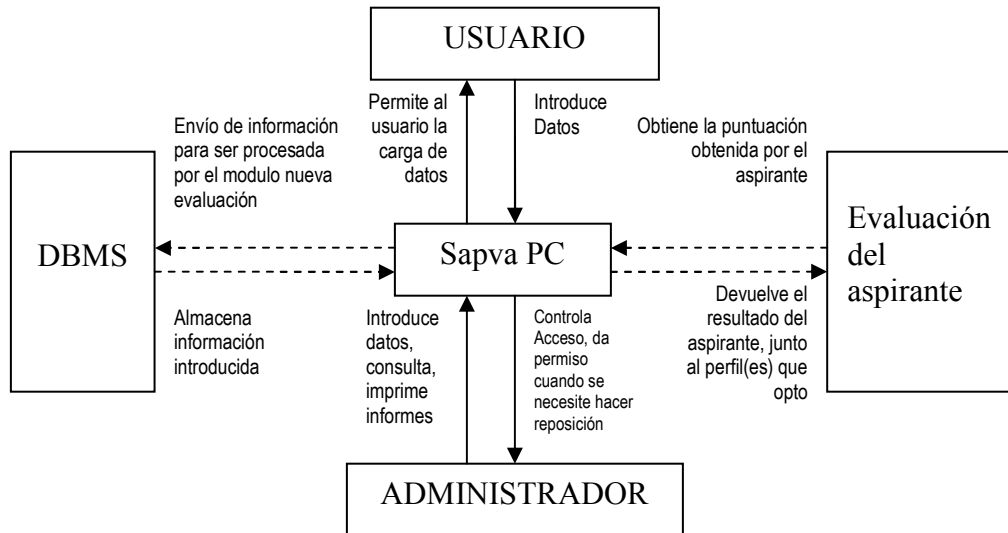 USUARIO
Permite al
usuario la
carga de
datos
Introduce
Datos
Envío de información
para ser procesada
por el modulo nueva
evaluación
Obtiene la puntuación
obtenida por el
aspirante
DBMS
Sapva PC
Evaluación
del
aspirante
Almacena
información
introducida
Introduce
datos,
consulta,
imprime
informes
Controla
Acceso, da
permiso
cuando se
necesite hacer
reposición
Devuelve el
resultado del
aspirante, junto
al perfil(es) que
opto
ADMINISTRADOR